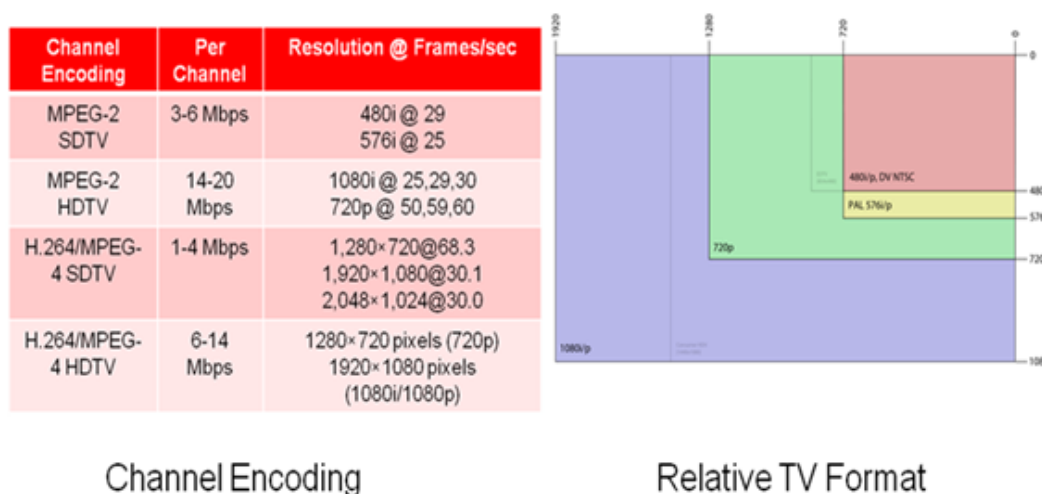 Channel Encoding
Per Channel
Resolution @ Frames/sec
MPEG-2 SDTV
3-6 Mbps
480i @ 29
576i @ 25
MPEG-2 HDTV
14-20 Mbps
1080i @ 25,29,30
720p @ 50,59,60
H.264/MPEG-4 SDTV
1-4 Mbps
1,280×720@68.3
1,920×1,080@30.1
2,048×1,024@30.0
H.264/MPEG-4 HDTV
6-14 Mbps
1280×720 pixels (720p)
1920×1080 pixels
(1080i/1080p)
Channel Encoding
1920
1280
720
0
0
480i/p, DV NTSC
480
PAL 576i/p
576
720p
720
1080i/p
108
Relative TV Format